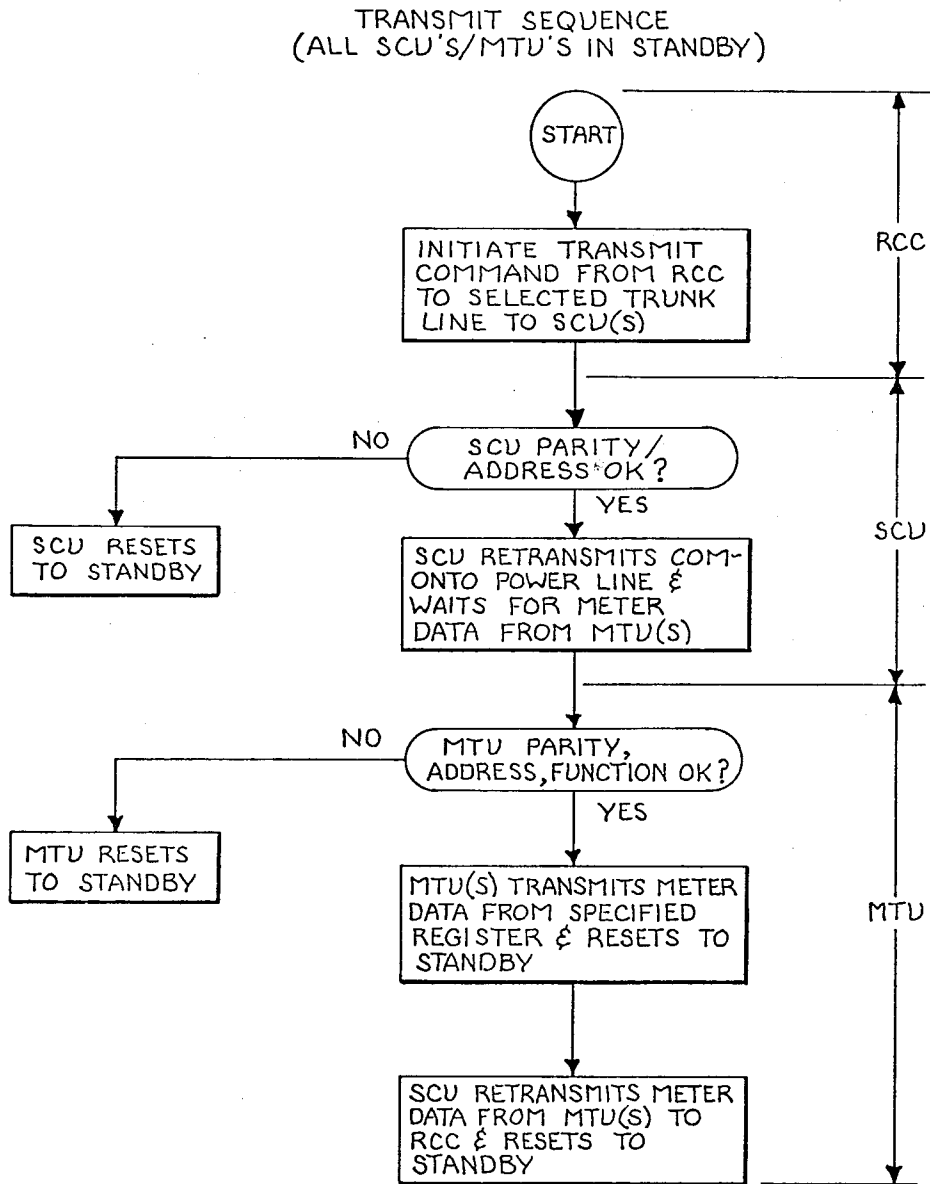 TRANSMIT SEQUENCE
(ALL SCU'S/MTU'S IN STANDBY)
START
RCC
INITIATE TRANSMIT
COMMAND FROM RCC
TO SELECTED TRUNK
LINE TO SCU(S)
NO
SCU PARITY/
ADDRESS OK?
YES
SCU
SCU RESETS
TO STANDBY
SCU RETRANSMITS COM-
ONTO POWER LINE &
WAITS FOR METER
DATA FROM MTU(S)
NO
MTU PARITY,
ADDRESS, FUNCTION OK?
YES
MTU RESETS
TO STANDBY
MTU(S) TRANSMITS METER
DATA FROM SPECIFIED
REGISTER & RESETS TO
STANDBY
MTU
SCU RETRANSMITS METER
DATA FROM MTU(S) TO
RCC & RESETS TO
STANDBY